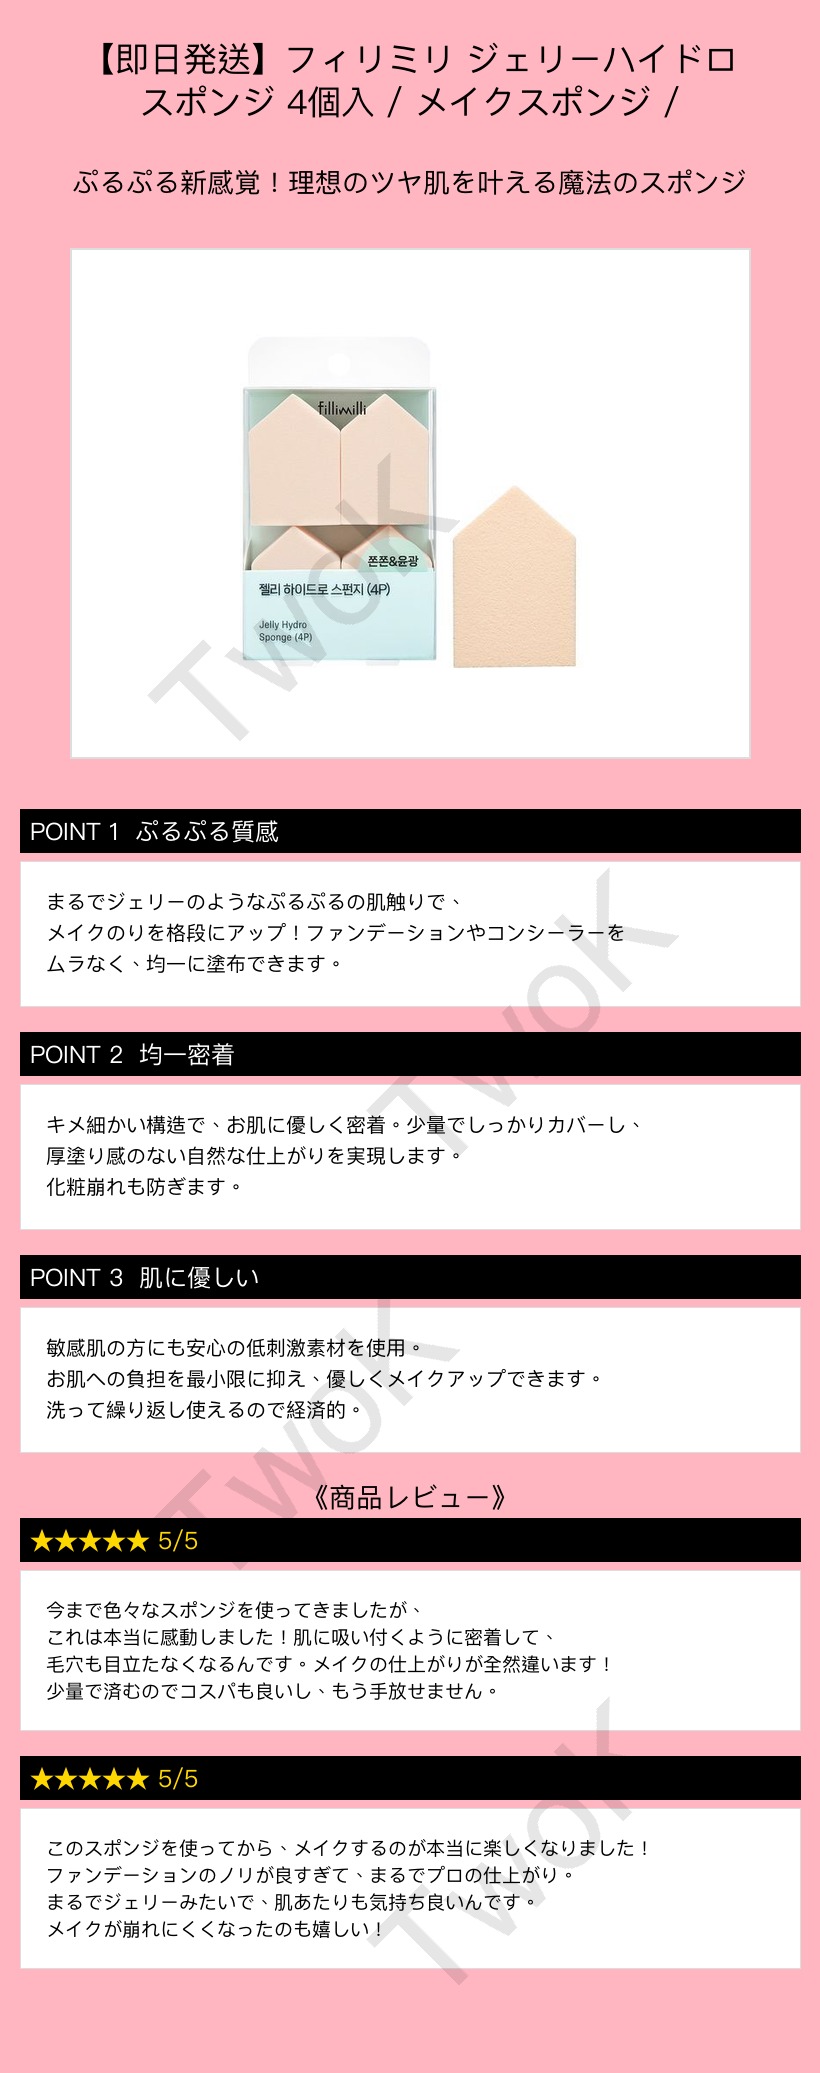 【即日発送】フィリミリ ジェリーハイドロ
スポンジ 4個入 / メイクスポンジ /
ぷるぷる新感覚！理想のツヤ肌を叶える魔法のスポンジ
fillimilli
쫀쫀&윤광
젤리 하이드로 스펀지 (4P)
Jelly Hydro
Sponge (4P)
TwoK
POINT 1 ぷるぷる質感
まるでジェリーのようなぷるぷるの肌触りで、
メイクのりを格段にアップ！ファンデーションやコンシーラーを
ムラなく、均一に塗布できます。
TwoK
POINT 2 均一密着
キメ細かい構造で、お肌に優しく密着。少量でしっかりカバーし、
厚塗り感のない自然な仕上がりを実現します。
化粧崩れも防ぎます。
POINT 3 肌に優しい
敏感肌の方にも安心の低刺激素材を使用。
お肌への負担を最小限に抑え、優しくメイクアップできます。
洗って繰り返し使えるので経済的。
TwoK
《商品レビュー》
★★★★★ 5/5
今まで色々なスポンジを使ってきましたが、
これは本当に感動しました！肌に吸い付くように密着して、
毛穴も目立たなくなるんです。メイクの仕上がりが全然違います！
少量で済むのでコスパも良いし、もう手放せません。
★★★★★ 5/5
このスポンジを使ってから、メイクするのが本当に楽しくなりました！
ファンデーションのノリが良すぎて、まるでプロの仕上がり。
まるでジェリーみたいで、肌あたりも気持ち良いんです。
メイクが崩れにくくなったのも嬉しい！
TwoK